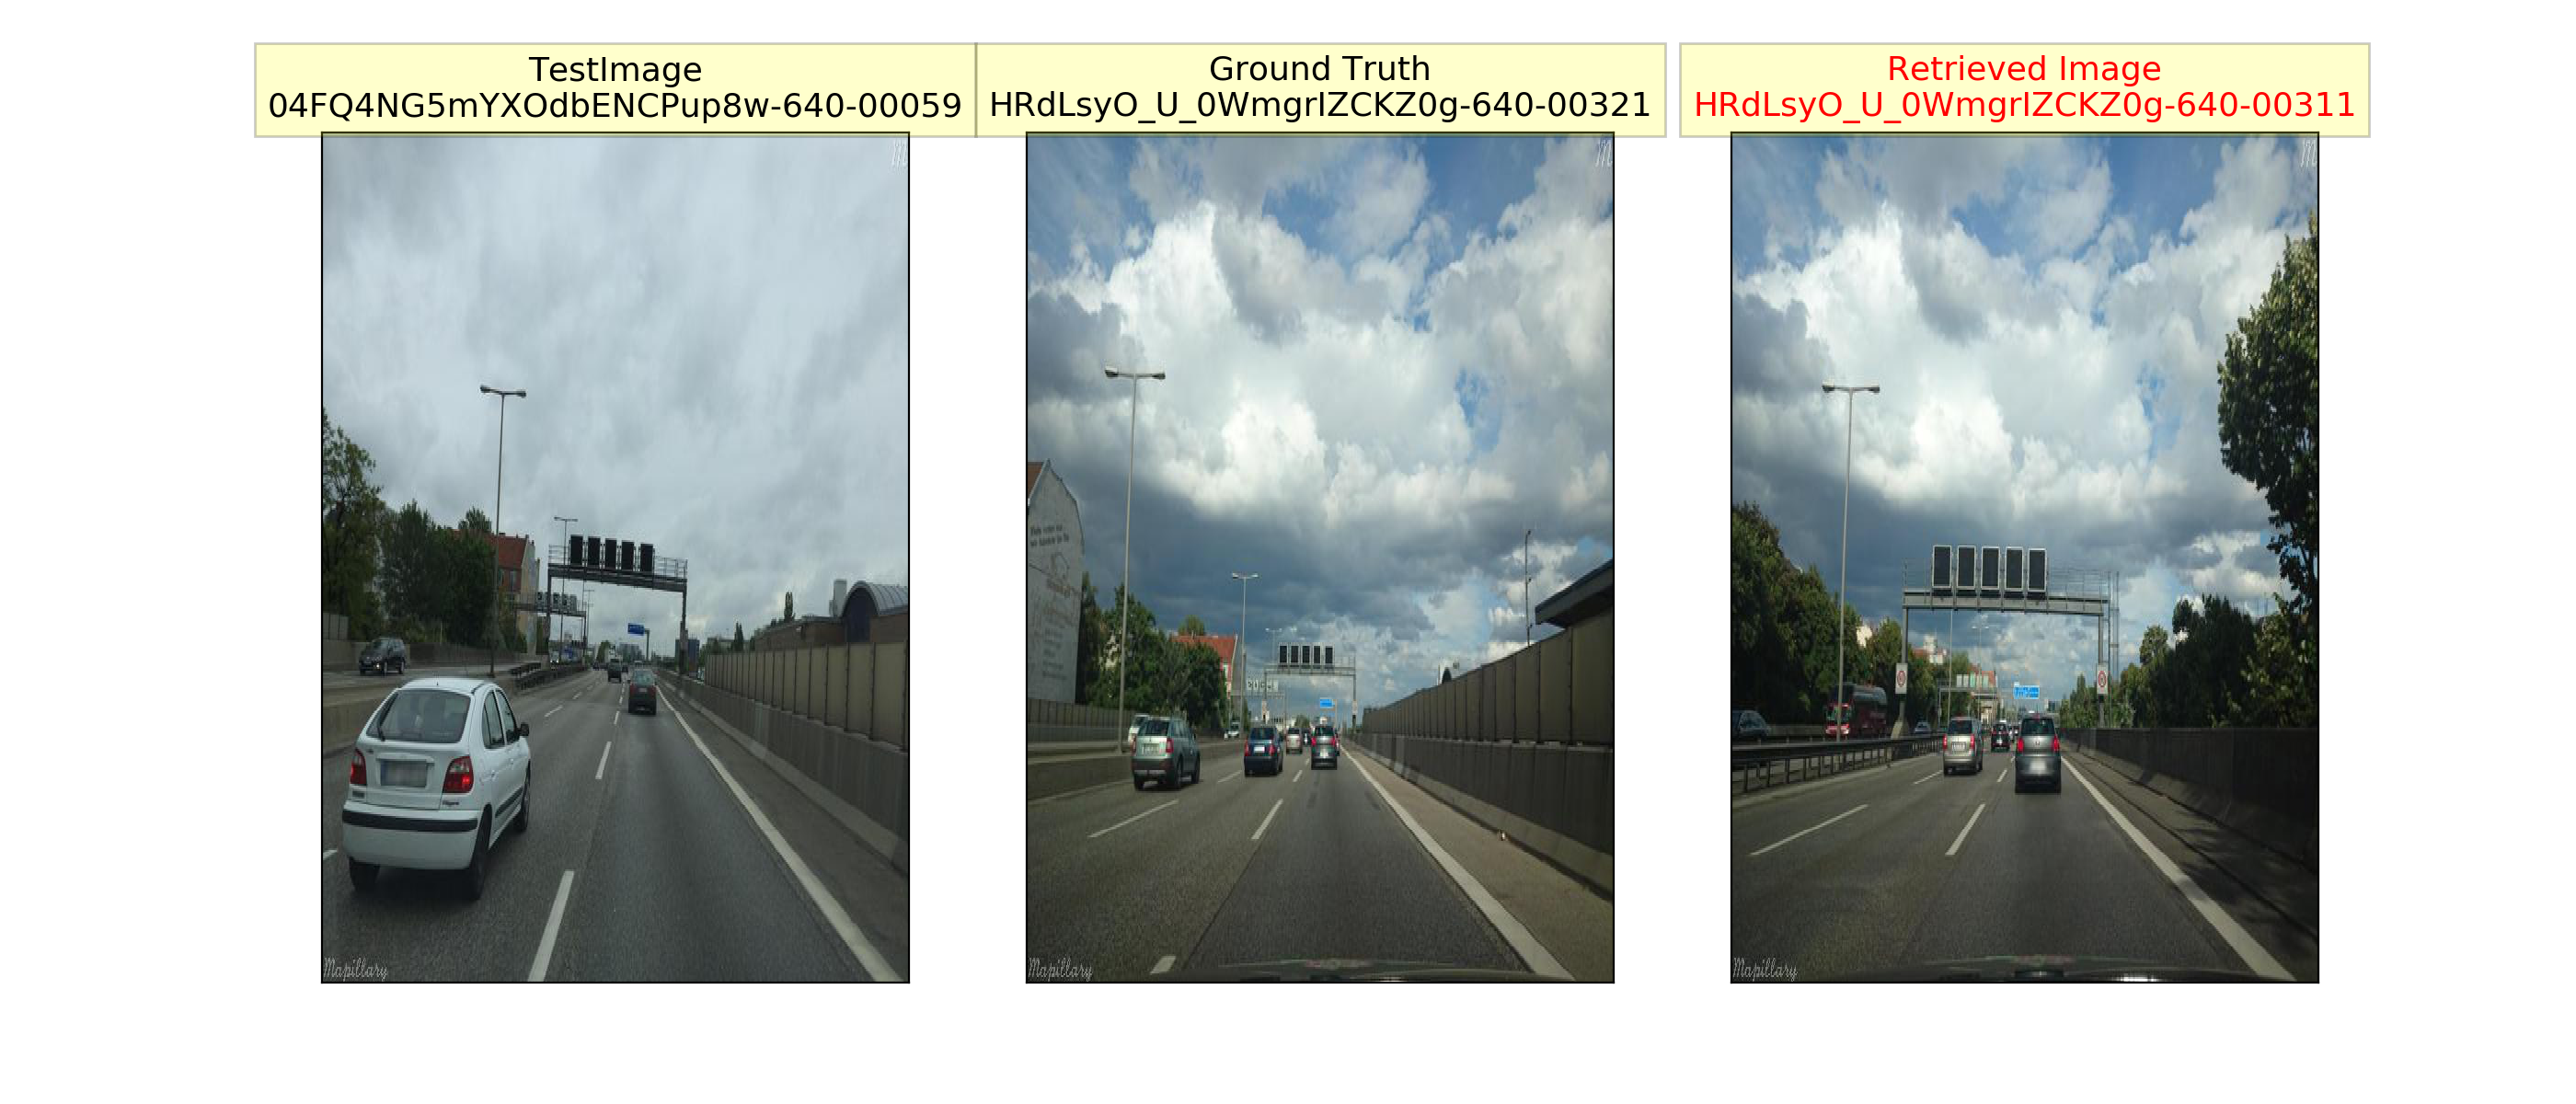 TestImage
04FQ4NG5mYXOdbENCPup8w-640-00059
Ground Truth
HRdLsyO_U_0WmgrIZCKZ0g-640-00321
Retrieved Image
HRdLsyO_U_0WmgrIZCKZ0g-640-00311
M
M
M
Mapillary
Mapillary
Mapillary